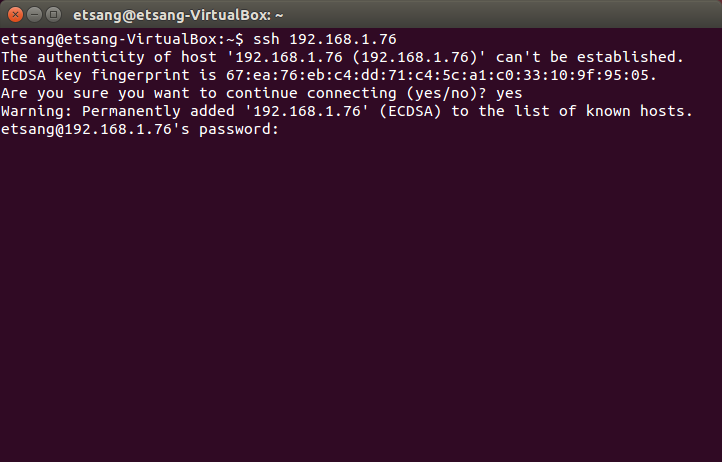 etsang@etsang-VirtualBox: ~
etsang@etsang-VirtualBox:~$ ssh 192.168.1.76
The authenticity of host '192.168.1.76 (192.168.1.76)' can't be established.
ECDSA key fingerprint is 67:ea:76:eb:c4:dd:71:c4:5c:a1:c0:33:10:9f:95:05.
Are you sure you want to continue connecting (yes/no)? yes
Warning: Permanently added '192.168.1.76' (ECDSA) to the list of known hosts.
etsang@192.168.1.76's password: